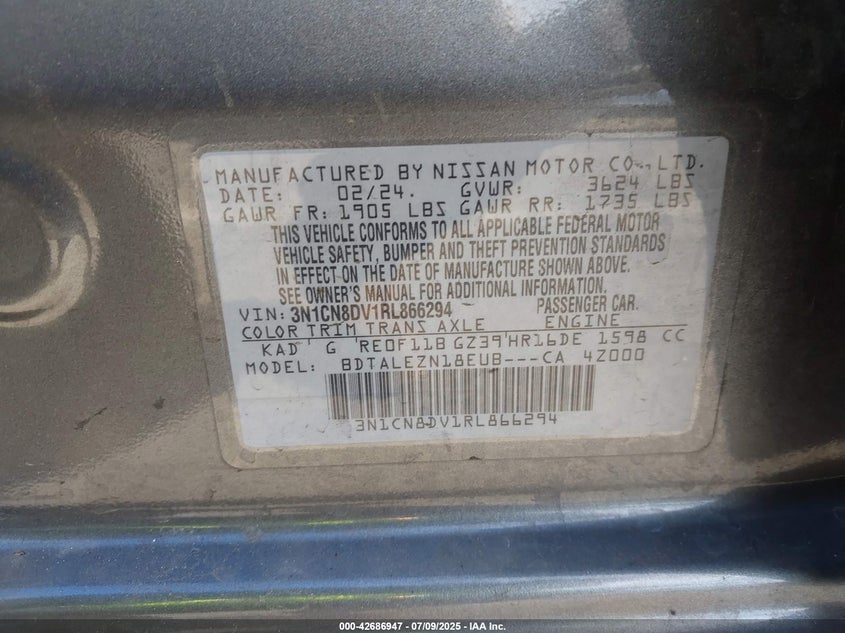 MANUFACTURED BY NISSAN MOTOR CO., LTD.
DATE: 02/24. GVWR: 3624 LBS
GAWR FR: 1905 LBS GAWR RR: 1735 LBS
THIS VEHICLE CONFORMS TO ALL APPLICABLE FEDERAL MOTOR
VEHICLE SAFETY, BUMPER AND THEFT PREVENTION STANDARDS
IN EFFECT ON THE DATE OF MANUFACTURE SHOWN ABOVE.
SEE OWNER'S MANUAL FOR ADDITIONAL INFORMATION.
VIN: 3N1CN8DV1RL866294 PASSENGER CAR.
COLOR TRIM TRANS AXLE ENGINE
KAD G RE0F11B GZ39 HR16DE 1598 CC
MODEL: BDTALEZN18EUB---CA 4Z000
3N1CN8DV1RL866294
000-42686947 - 07/09/2025 - IAA Inc.